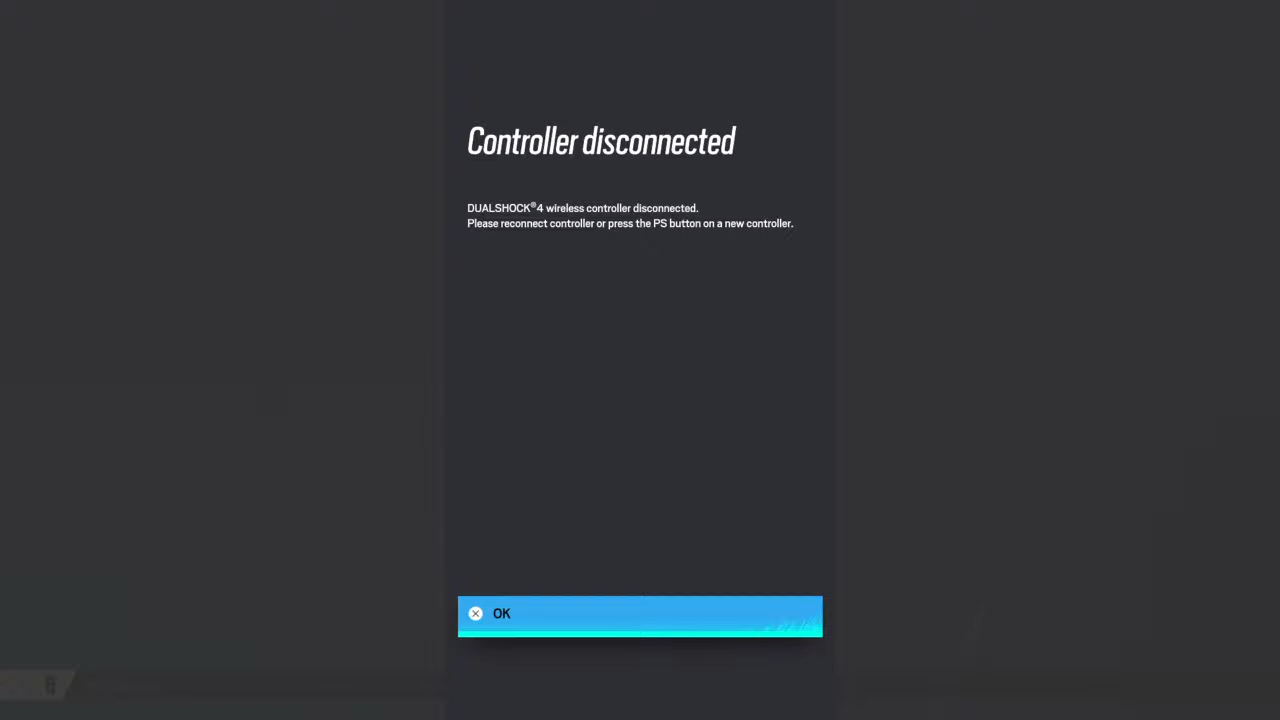 Controller disconnected
DUALSHOCK®4 wireless controller disconnected.
Please reconnect controller or press the PS button on a new controller.
OK